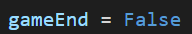 gameEnd = False